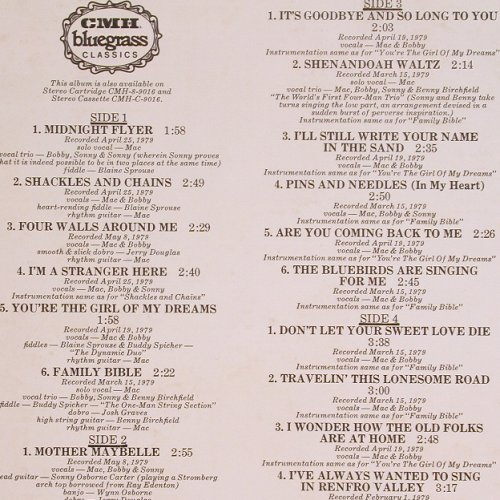 CMH
bluegrass
CLASSICS
This album is also available on
Stereo Cartridge CMH-8-9016 and
Stereo Cassette CMH-C-9016.
SIDE 1
1. MIDNIGHT FLYER 1:58
Recorded April 25, 1979
solo vocal — Mac
vocal trio — Bobby, Sonny & Sonny (wherein Sonny proves
that it is indeed possible to be in two places at the same time)
fiddle — Blaine Sprouse
2. SHACKLES AND CHAINS 2:49
Recorded April 25, 1979
vocals — Mac & Bobby
heart-rending fiddle — Blaine Sprouse
rhythm guitar — Mac
3. FOUR WALLS AROUND ME 2:29
Recorded May 8, 1979
vocals — Mac & Bobby
smooth & slick dobro — Jerry Douglas
rhythm guitar — Mac
4. I'M A STRANGER HERE 2:40
Recorded April 25, 1979
vocals — Mac, Bobby & Sonny
Instrumentation same as for "Shackles and Chains"
5. YOU'RE THE GIRL OF MY DREAMS
1:58
Recorded April 19, 1979
vocals — Mac & Bobby
fiddles — Blaine Sprouse & Buddy Spicher —
"The Dynamic Duo"
rhythm guitar — Mac
6. FAMILY BIBLE 2:22
Recorded March 15, 1979
solo vocal — Mac
vocal trio — Bobby, Sonny & Benny Birchfield
fiddle — Buddy Spicher — "The One-Man String Section"
dobro — Josh Graves
high string guitar — Benny Birchfield
rhythm guitar — Mac
SIDE 2
1. MOTHER MAYBELLE 2:55
Recorded May 8, 1979
vocals — Mac & Bobby
lead guitar — Sonny Osborne Carter (playing a Stromberg
arch top borrowed from Ray Edenton)
banjo — Wynn Osborne
dobro — Jerry Douglas
SIDE 3
1. IT'S GOODBYE AND SO LONG TO YOU
2:03
Recorded April 19, 1979
vocals — Mac & Bobby
Instrumentation same as for "You're The Girl Of My Dreams"
2. SHENANDOAH WALTZ 2:14
Recorded March 15, 1979
solo vocal — Mac
vocal trio — Mac, Bobby, Sonny & Benny Birchfield
"The World's First Four-Man Trio" (Sonny and Benny take
turns singing the low part, an arrangement devised in a
sudden burst of perverse inspiration.)
Instrumentation same as for "Family Bible"
3. I'LL STILL WRITE YOUR NAME
IN THE SAND 2:35
Recorded April 19, 1979
vocals — Mac & Bobby
Instrumentation same as for "You're The Girl Of My Dreams"
4. PINS AND NEEDLES (In My Heart)
2:50
Recorded March 15, 1979
vocals — Mac, Bobby & Sonny
Instrumentation same as for "Family Bible"
5. ARE YOU COMING BACK TO ME 2:26
Recorded April 19, 1979
vocals — Mac & Bobby
Instrumentation same as for "You're The Girl Of My Dreams"
6. THE BLUEBIRDS ARE SINGING
FOR ME 2:45
Recorded March 15, 1979
vocals — Mac, Bobby & Sonny
Instrumentation same as for "Family Bible"
SIDE 4
1. DON'T LET YOUR SWEET LOVE DIE
3:38
Recorded March 15, 1979
vocals — Mac & Bobby
Instrumentation same as for "Family Bible"
2. TRAVELIN' THIS LONESOME ROAD
3:00
Recorded March 15, 1979
vocals — Mac & Bobby
Instrumentation same as for "Family Bible"
3. I WONDER HOW THE OLD FOLKS
ARE AT HOME 2:48
Recorded April 19, 1979
vocals — Mac & Bobby
Instrumentation same as for "You're The Girl Of My Dreams"
4. I'VE ALWAYS WANTED TO SING
IN RENFRO VALLEY 3:17
Recorded February 1, 1979